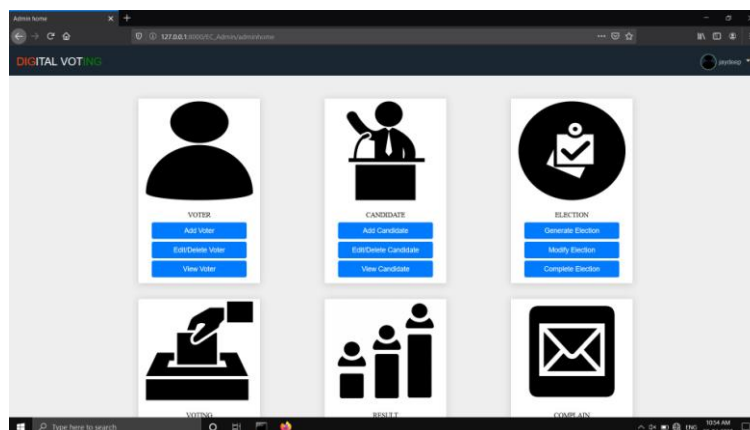 Admin home
127.0.0.1:8000/EC_Admin/adminhome
DIGITAL VOTING
jaydeep
VOTER
CANDIDATE
ELECTION
Add Voter
Add Candidate
Generate Election
Edit/Delete Voter
Edit/Delete Candidate
Modify Election
View Voter
View Candidate
Complete Election
VOTING
RESULT
COMPLAIN
Type here to search
ENG
10:54 AM